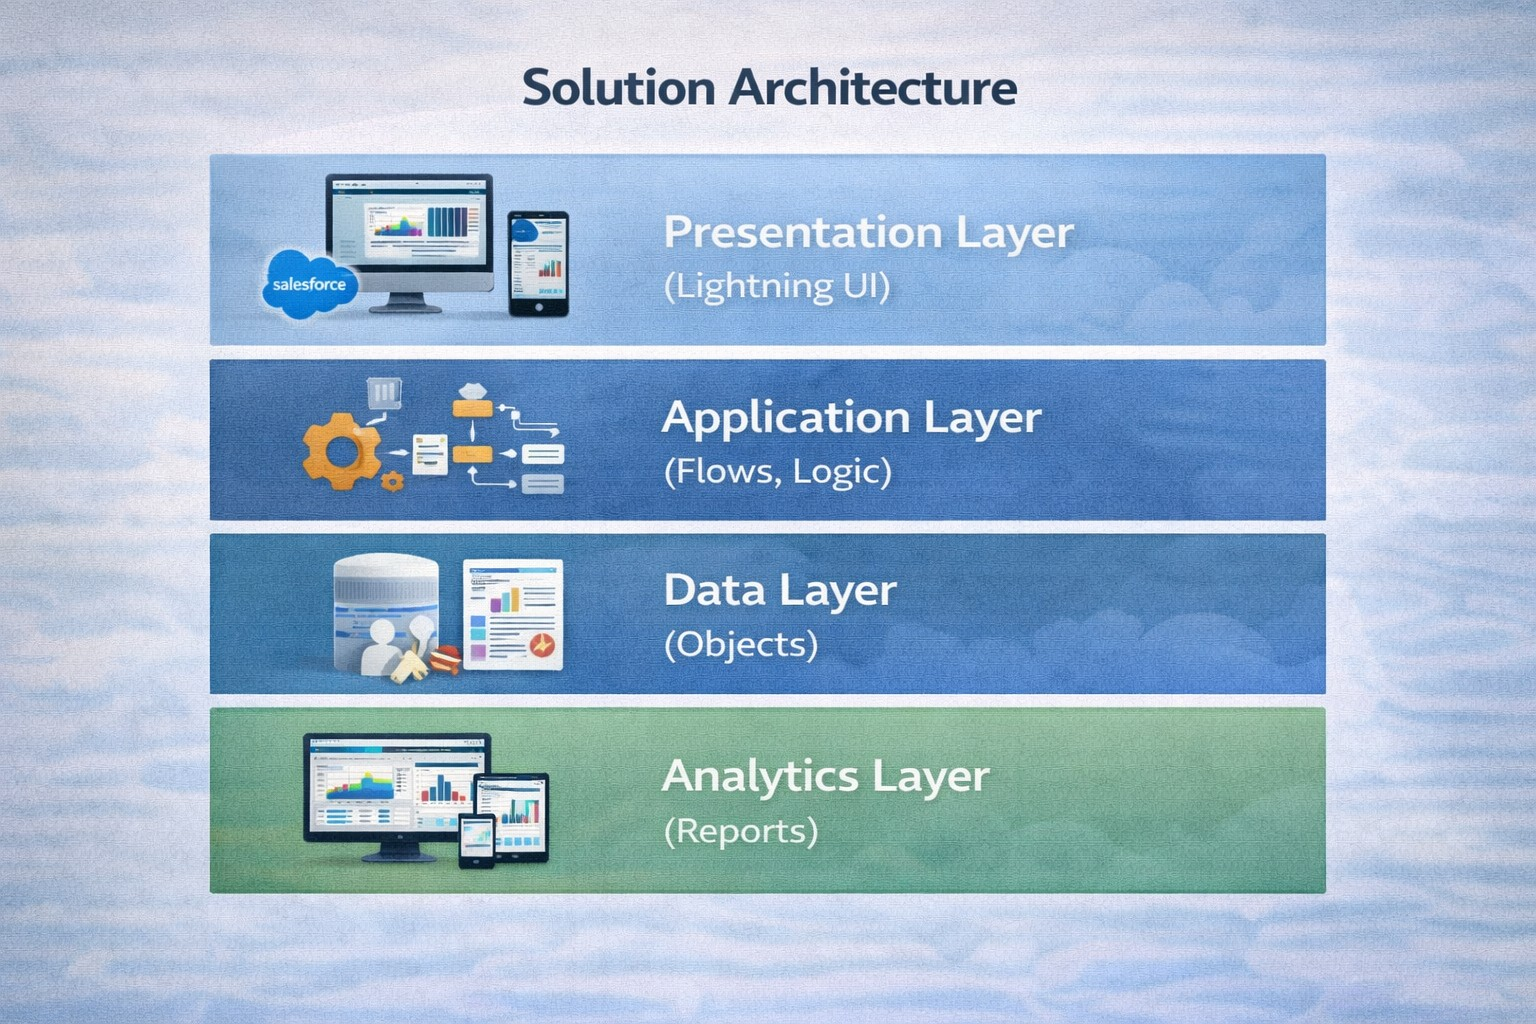 Solution Architecture
salesforce
Presentation Layer
(Lightning UI)
Application Layer
(Flows, Logic)
Data Layer
(Objects)
Analytics Layer
(Reports)